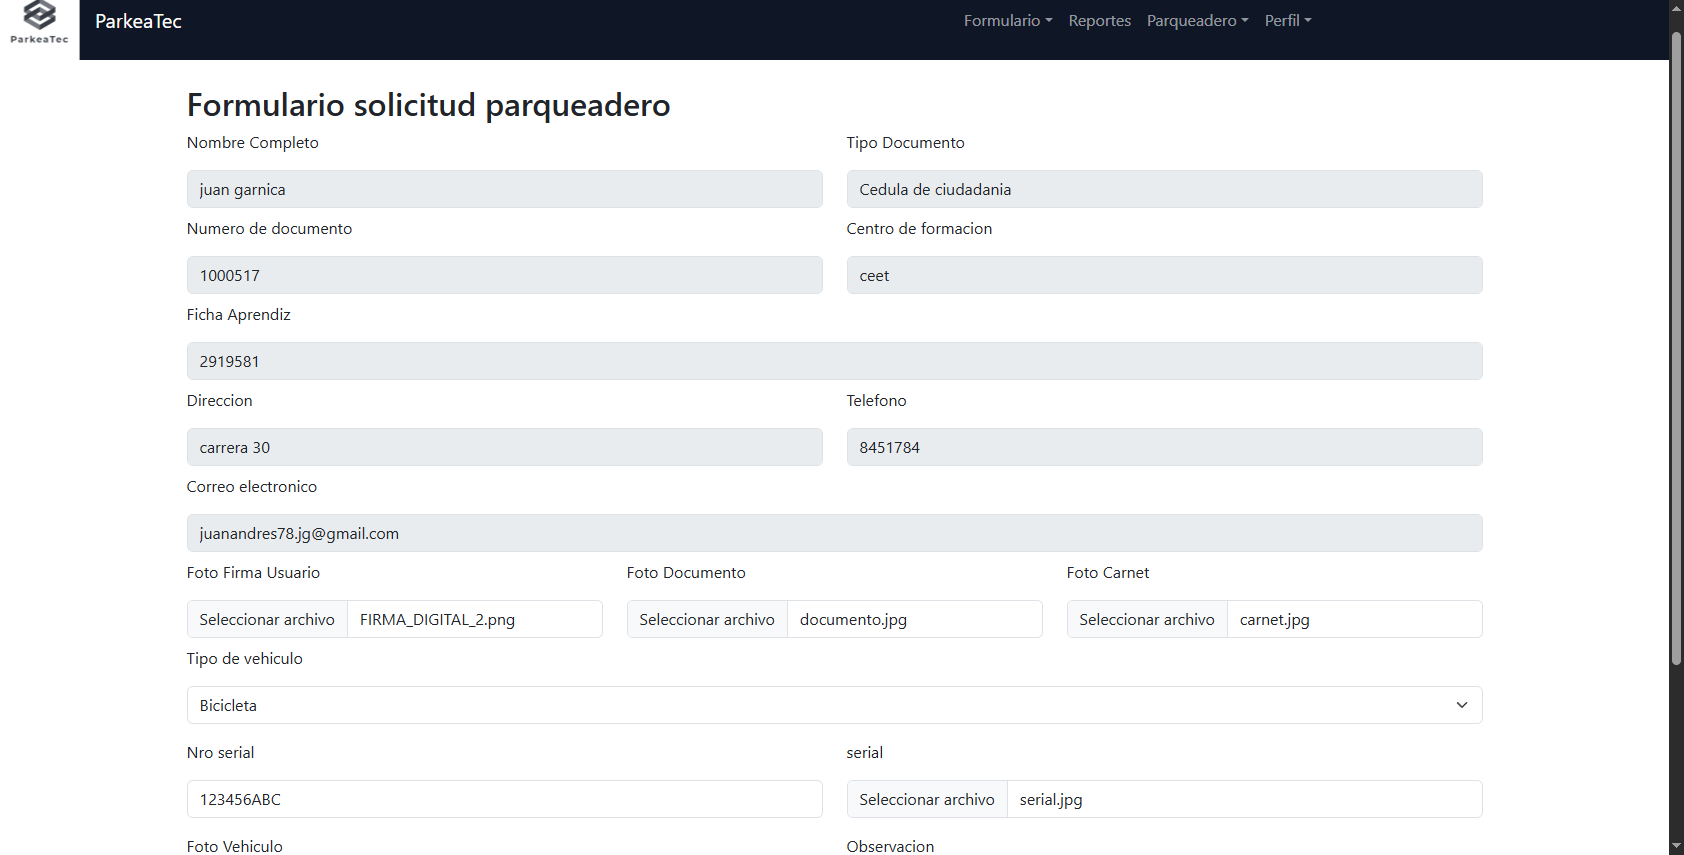 ParkeaTec
ParkeaTec Formulario Reportes Parqueadero Perfil
Formulario solicitud parqueadero
Nombre Completo Tipo Documento
juan garnica Cedula de ciudadania
Numero de documento Centro de formacion
1000517 ceet
Ficha Aprendiz
2919581
Direccion Telefono
carrera 30 8451784
Correo electronico
juanandres78.jg@gmail.com
Foto Firma Usuario Foto Documento Foto Carnet
Seleccionar archivo FIRMA_DIGITAL_2.png Seleccionar archivo documento.jpg Seleccionar archivo carnet.jpg
Tipo de vehiculo
Bicicleta
Nro serial serial
123456ABC Seleccionar archivo serial.jpg
Foto Vehiculo Observacion